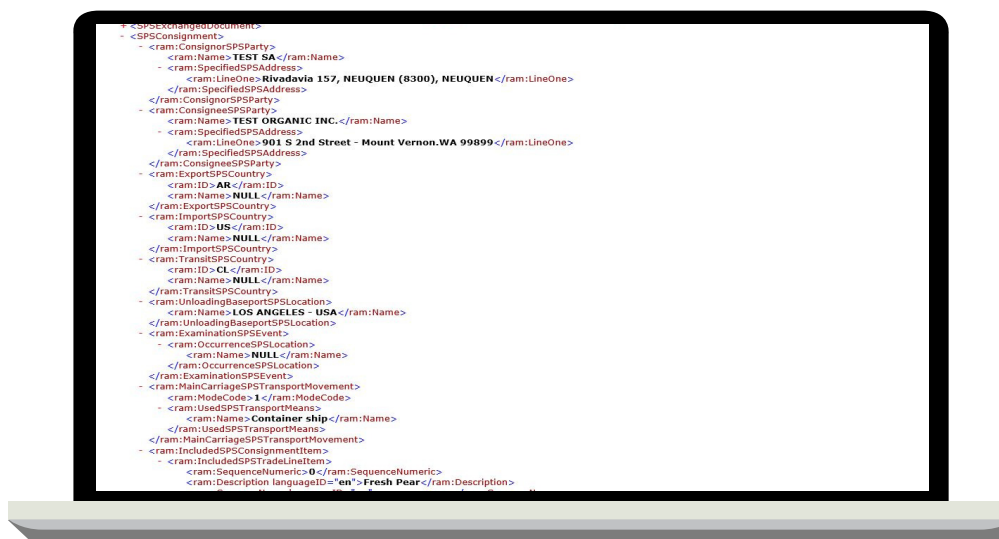 + <SPSExchangedDocument>
- <SPSConsignment>
- <ram:ConsignorSPSParty>
<ram:Name>TEST SA</ram:Name>
- <ram:SpecifiedSPSAddress>
<ram:LineOne>Rivadavia 157, NEUQUEN (8300), NEUQUEN</ram:LineOne>
</ram:SpecifiedSPSAddress>
</ram:ConsignorSPSParty>
- <ram:ConsigneeSPSParty>
<ram:Name>TEST ORGANIC INC.</ram:Name>
- <ram:SpecifiedSPSAddress>
<ram:LineOne>901 S 2nd Street - Mount Vernon.WA 99899</ram:LineOne>
</ram:SpecifiedSPSAddress>
</ram:ConsigneeSPSParty>
- <ram:ExportSPSCountry>
<ram:ID>AR</ram:ID>
<ram:Name>NULL</ram:Name>
</ram:ExportSPSCountry>
- <ram:ImportSPSCountry>
<ram:ID>US</ram:ID>
<ram:Name>NULL</ram:Name>
</ram:ImportSPSCountry>
- <ram:TransitSPSCountry>
<ram:ID>CL</ram:ID>
<ram:Name>NULL</ram:Name>
</ram:TransitSPSCountry>
- <ram:UnloadingBaseportSPSLocation>
<ram:Name>LOS ANGELES - USA</ram:Name>
</ram:UnloadingBaseportSPSLocation>
- <ram:ExaminationSPSEvent>
- <ram:OccurrenceSPSLocation>
<ram:Name>NULL</ram:Name>
</ram:OccurrenceSPSLocation>
</ram:ExaminationSPSEvent>
- <ram:MainCarriageSPSTransportMovement>
<ram:ModeCode>1</ram:ModeCode>
- <ram:UsedSPSTransportMeans>
<ram:Name>Container ship</ram:Name>
</ram:UsedSPSTransportMeans>
</ram:MainCarriageSPSTransportMovement>
- <ram:IncludedSPSConsignmentItem>
- <ram:IncludedSPSTradeLineItem>
<ram:SequenceNumeric>0</ram:SequenceNumeric>
<ram:Description languageID="en">Fresh Pear</ram:Description>